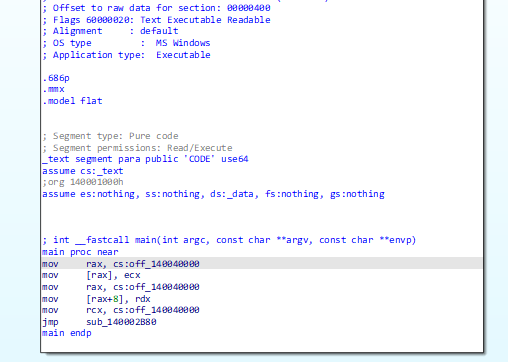 ; Offset to raw data for section: 00000400
; Flags 60000020: Text Executable Readable
; Alignment     : default
; OS type         :  MS Windows
; Application type:  Executable
.686p
.mmx
.model flat
; Segment type: Pure code
; Segment permissions: Read/Execute
_text segment para public 'CODE' use64
assume cs:_text
;org 140001000h
assume es:nothing, ss:nothing, ds:_data, fs:nothing, gs:nothing
; int __fastcall main(int argc, const char **argv, const char **envp)
main proc near
mov     rax, cs:off_140040000
mov     [rax], ecx
mov     rax, cs:off_140040000
mov     [rax+8], rdx
mov     rcx, cs:off_140040000
jmp     sub_140002B80
main endp